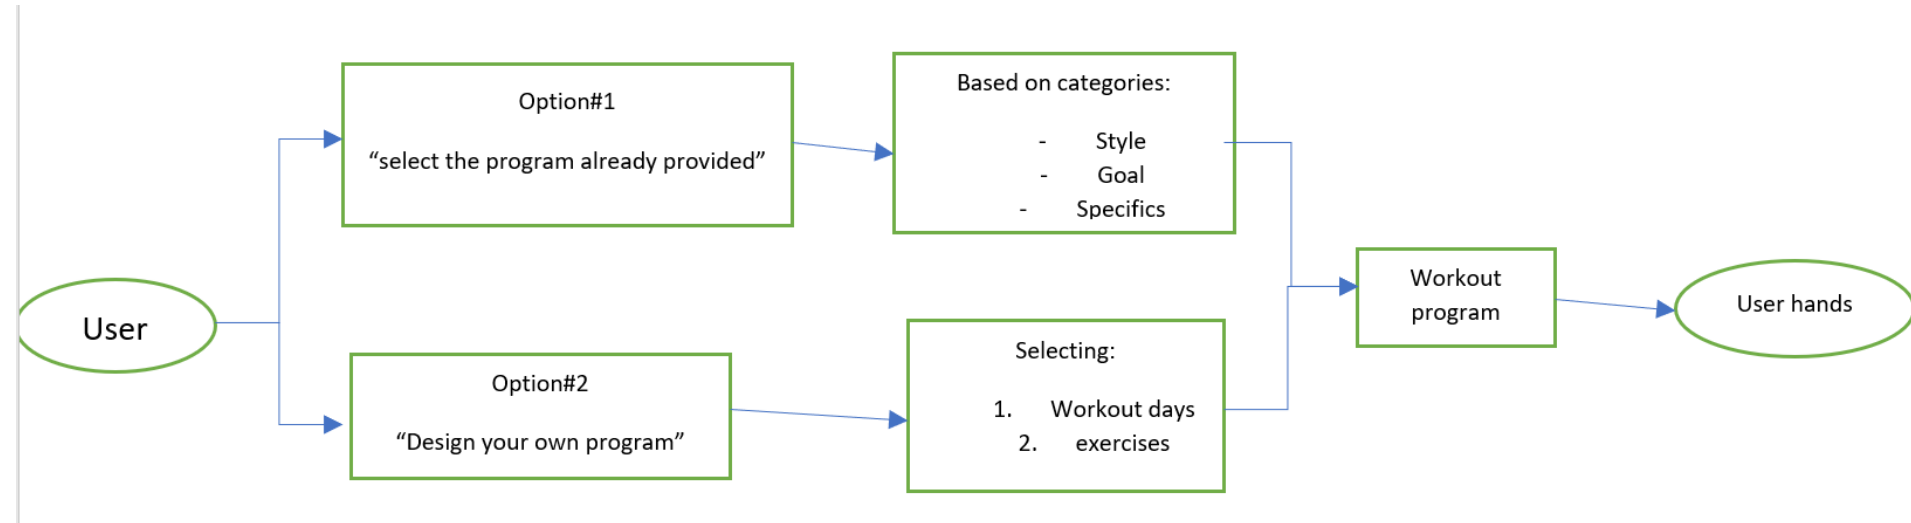 User
Option#1
“select the program already provided”
Based on categories:
- Style
- Goal
- Specifics
Option#2
“Design your own program”
Selecting:
1. Workout days
2. exercises
Workout
program
User hands